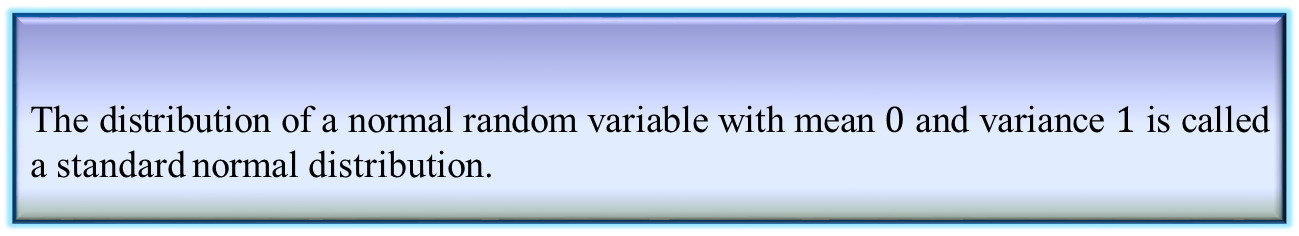 The distribution of a normal random variable with mean 0 and variance 1 is called
a standard normal distribution.